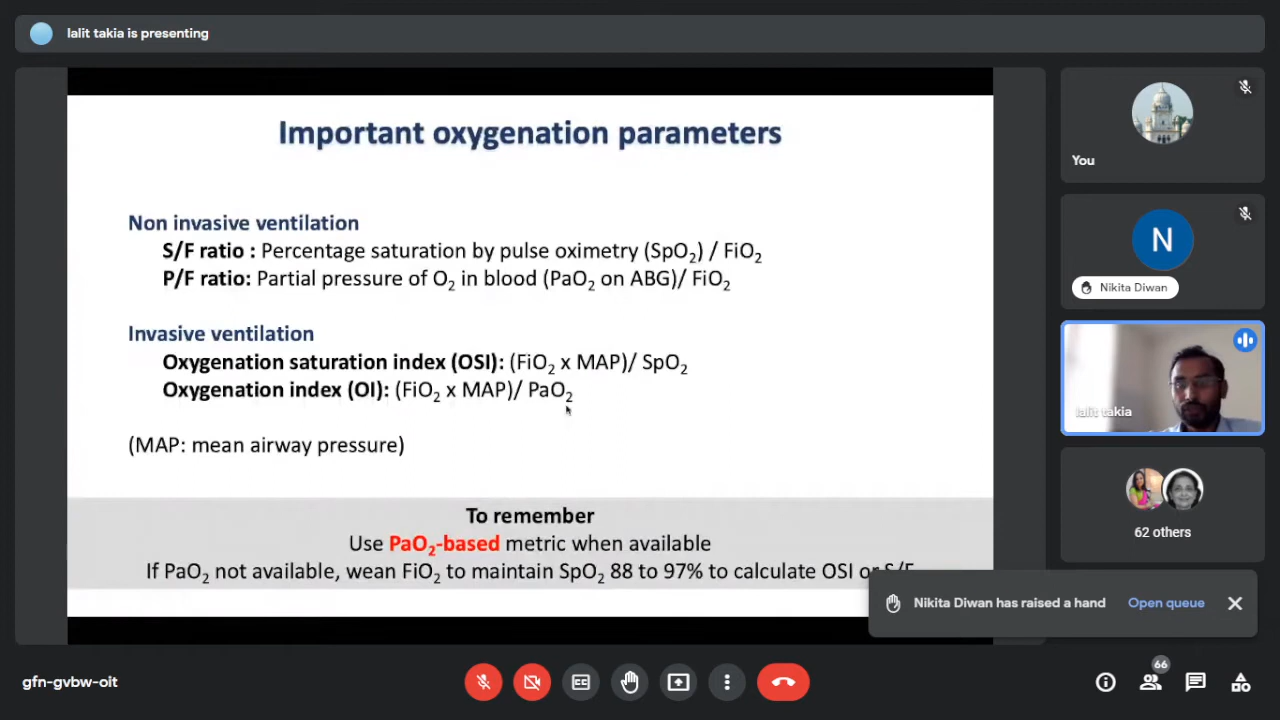 lalit takia is presenting
Important oxygenation parameters
Non invasive ventilation
S/F ratio : Percentage saturation by pulse oximetry (SpO₂) / FiO₂
P/F ratio: Partial pressure of O₂ in blood (PaO₂ on ABG)/ FiO₂
Invasive ventilation
Oxygenation saturation index (OSI): (FiO₂ x MAP)/ SpO₂
Oxygenation index (OI): (FiO₂ x MAP)/ PaO₂
(MAP: mean airway pressure)
To remember
Use PaO₂-based metric when available
If PaO₂ not available, wean FiO₂ to maintain SpO₂ 88 to 97% to calculate OSI or S/F
You
N
Nikita Diwan
lalit takia
62 others
Nikita Diwan has raised a hand
Open queue
gfn-gvbw-oit
CC
66